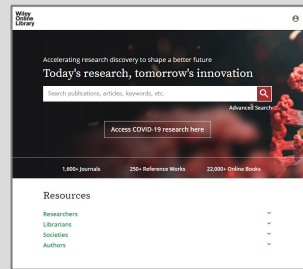 Wiley
Online
Library
Accelerating research discovery to shape a better future
Today's research, tomorrow's innovation
Search publications, articles, keywords, etc.
Advanced Search
Access COVID-19 research here
1,600+ Journals 250+ Reference Works 22,000+ Online Books
Resources
Researchers
Librarians
Societies
Authors